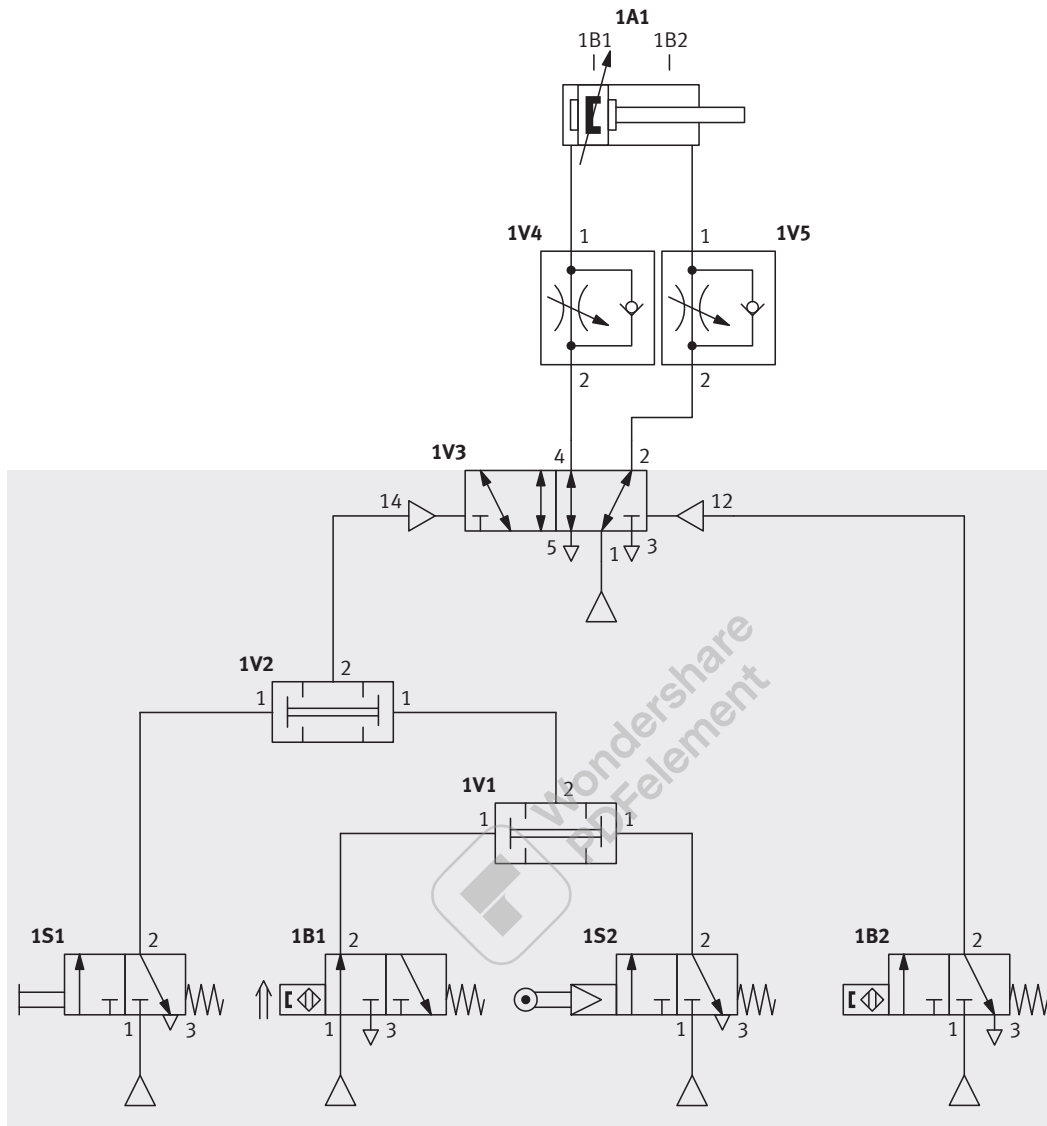 1A1
1B1 1B2
1V4 1 1 1V5
2 2
1V3 4 2
14 12
5 1 3
1V2 2
1 1
1V1 2
1 1
1S1 2 1B1 2 1S2 2 1B2 2
1 3 1 3 1 3 1 3
Wondershare
PDFelement